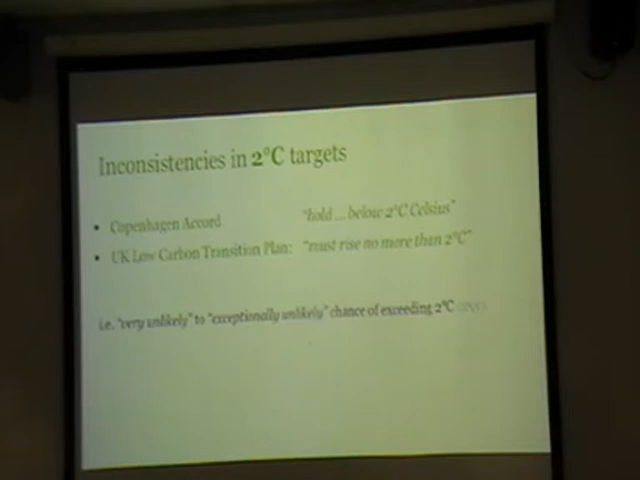 Inconsistencies in 2°C targets
• Copenhagen Accord "hold ... below 2°C Celsius"
• UK Low Carbon Transition Plan: "must rise no more than 2°C"
i.e. "very unlikely" to "exceptionally unlikely" chance of exceeding 2°C